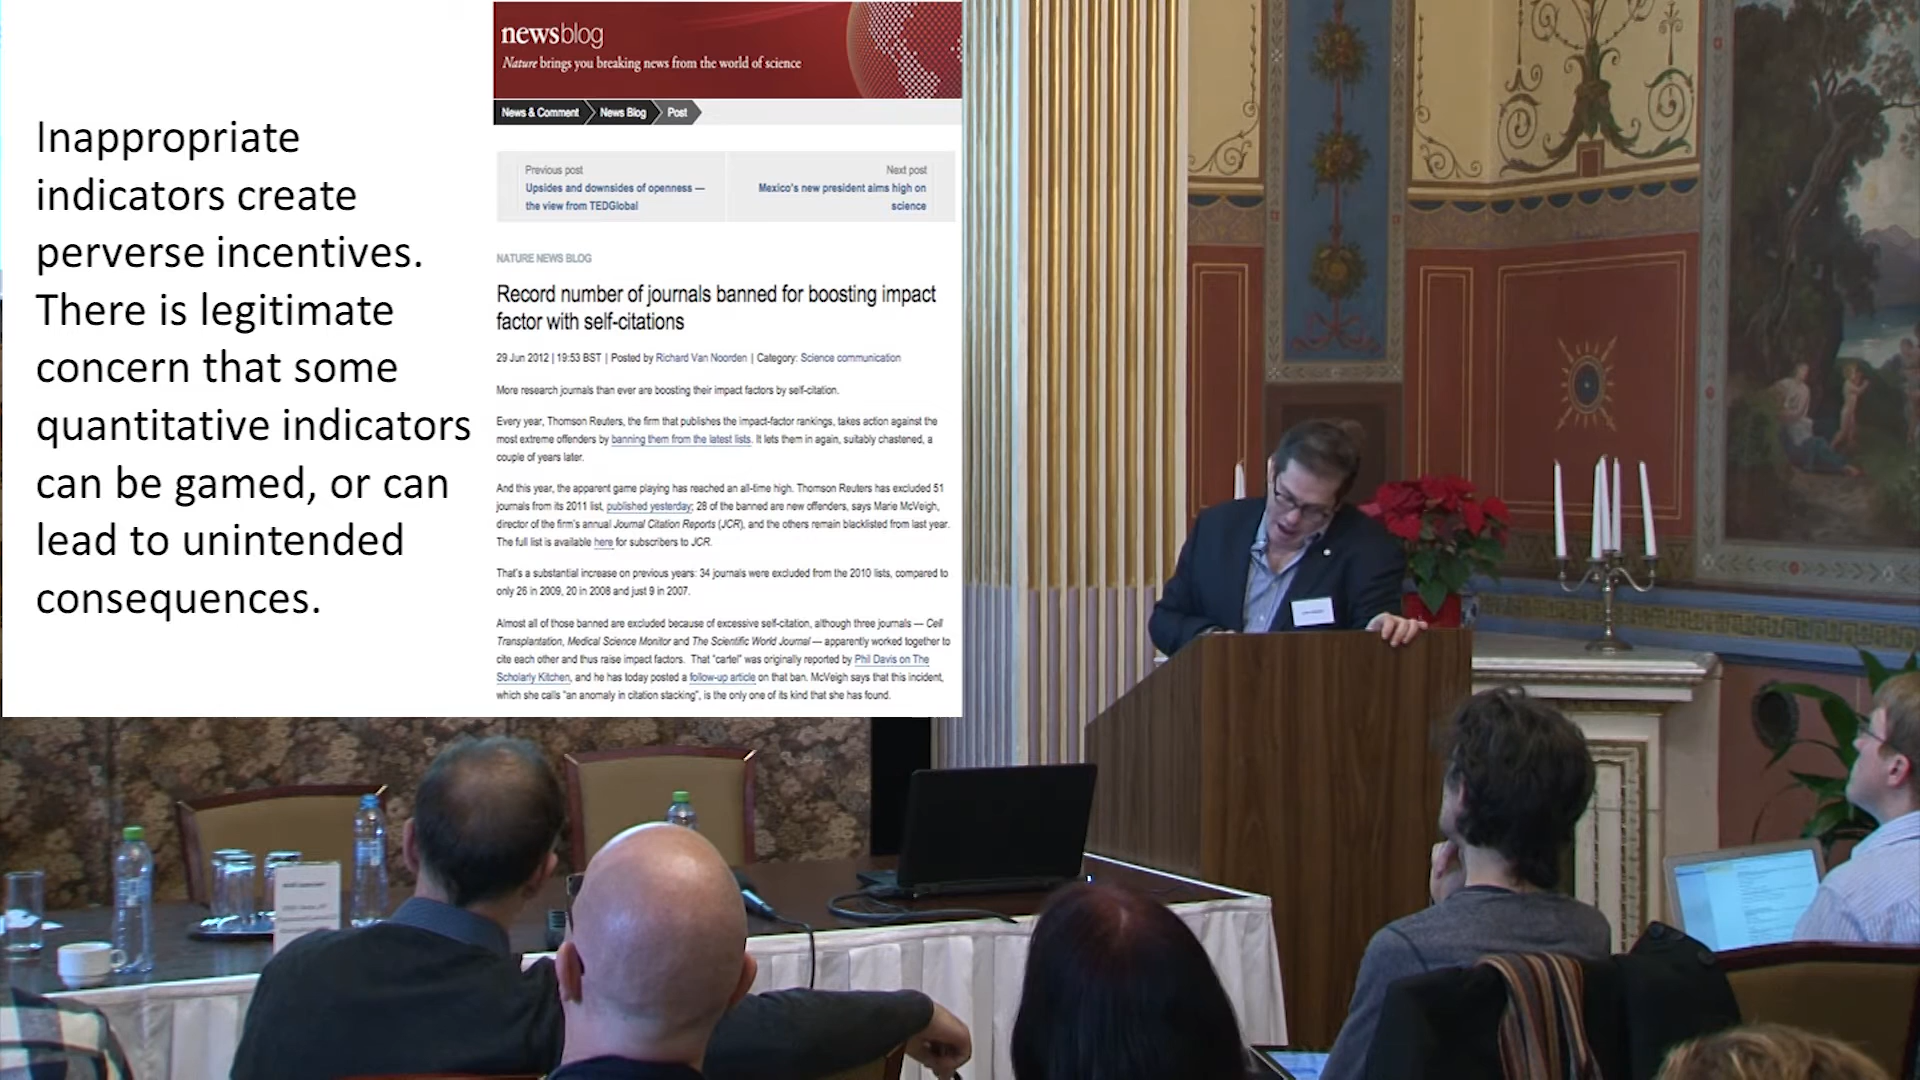 Inappropriate
indicators create
perverse incentives.
There is legitimate
concern that some
quantitative indicators
can be gamed, or can
lead to unintended
consequences.
newsblog
Nature brings you breaking news from the world of science
News & Comment
News Blog
Post
Previous post
Upsides and downsides of openness —
the view from TEDGlobal
Next post
Mexico's new president aims high on
science
NATURE NEWS BLOG
Record number of journals banned for boosting impact
factor with self-citations
29 Jun 2012 | 19:53 BST | Posted by Richard Van Noorden | Category: Science communication
More research journals than ever are boosting their impact factors by self-citation.
Every year, Thomson Reuters, the firm that publishes the impact-factor rankings, takes action against the
most extreme offenders by banning them from the latest lists. It lets them in again, suitably chastened, a
couple of years later.
And this year, the apparent game playing has reached an all-time high. Thomson Reuters has excluded 51
journals from its 2011 list, published yesterday; 28 of the banned are new offenders, says Marie McVeigh,
director of the firm's annual Journal Citation Reports (JCR), and the others remain blacklisted from last year.
The full list is available here for subscribers to JCR.
That's a substantial increase on previous years: 34 journals were excluded from the 2010 lists, compared to
only 26 in 2009, 20 in 2008 and just 9 in 2007.
Almost all of those banned are excluded because of excessive self-citation, although three journals — Cell
Transplantation, Medical Science Monitor and The Scientific World Journal — apparently worked together to
cite each other and thus raise impact factors. That "cartel" was originally reported by Phil Davis on The
Scholarly Kitchen, and he has today posted a follow-up article on that ban. McVeigh says that this incident,
which she calls "an anomaly in citation stacking", is the only one of its kind that she has found.